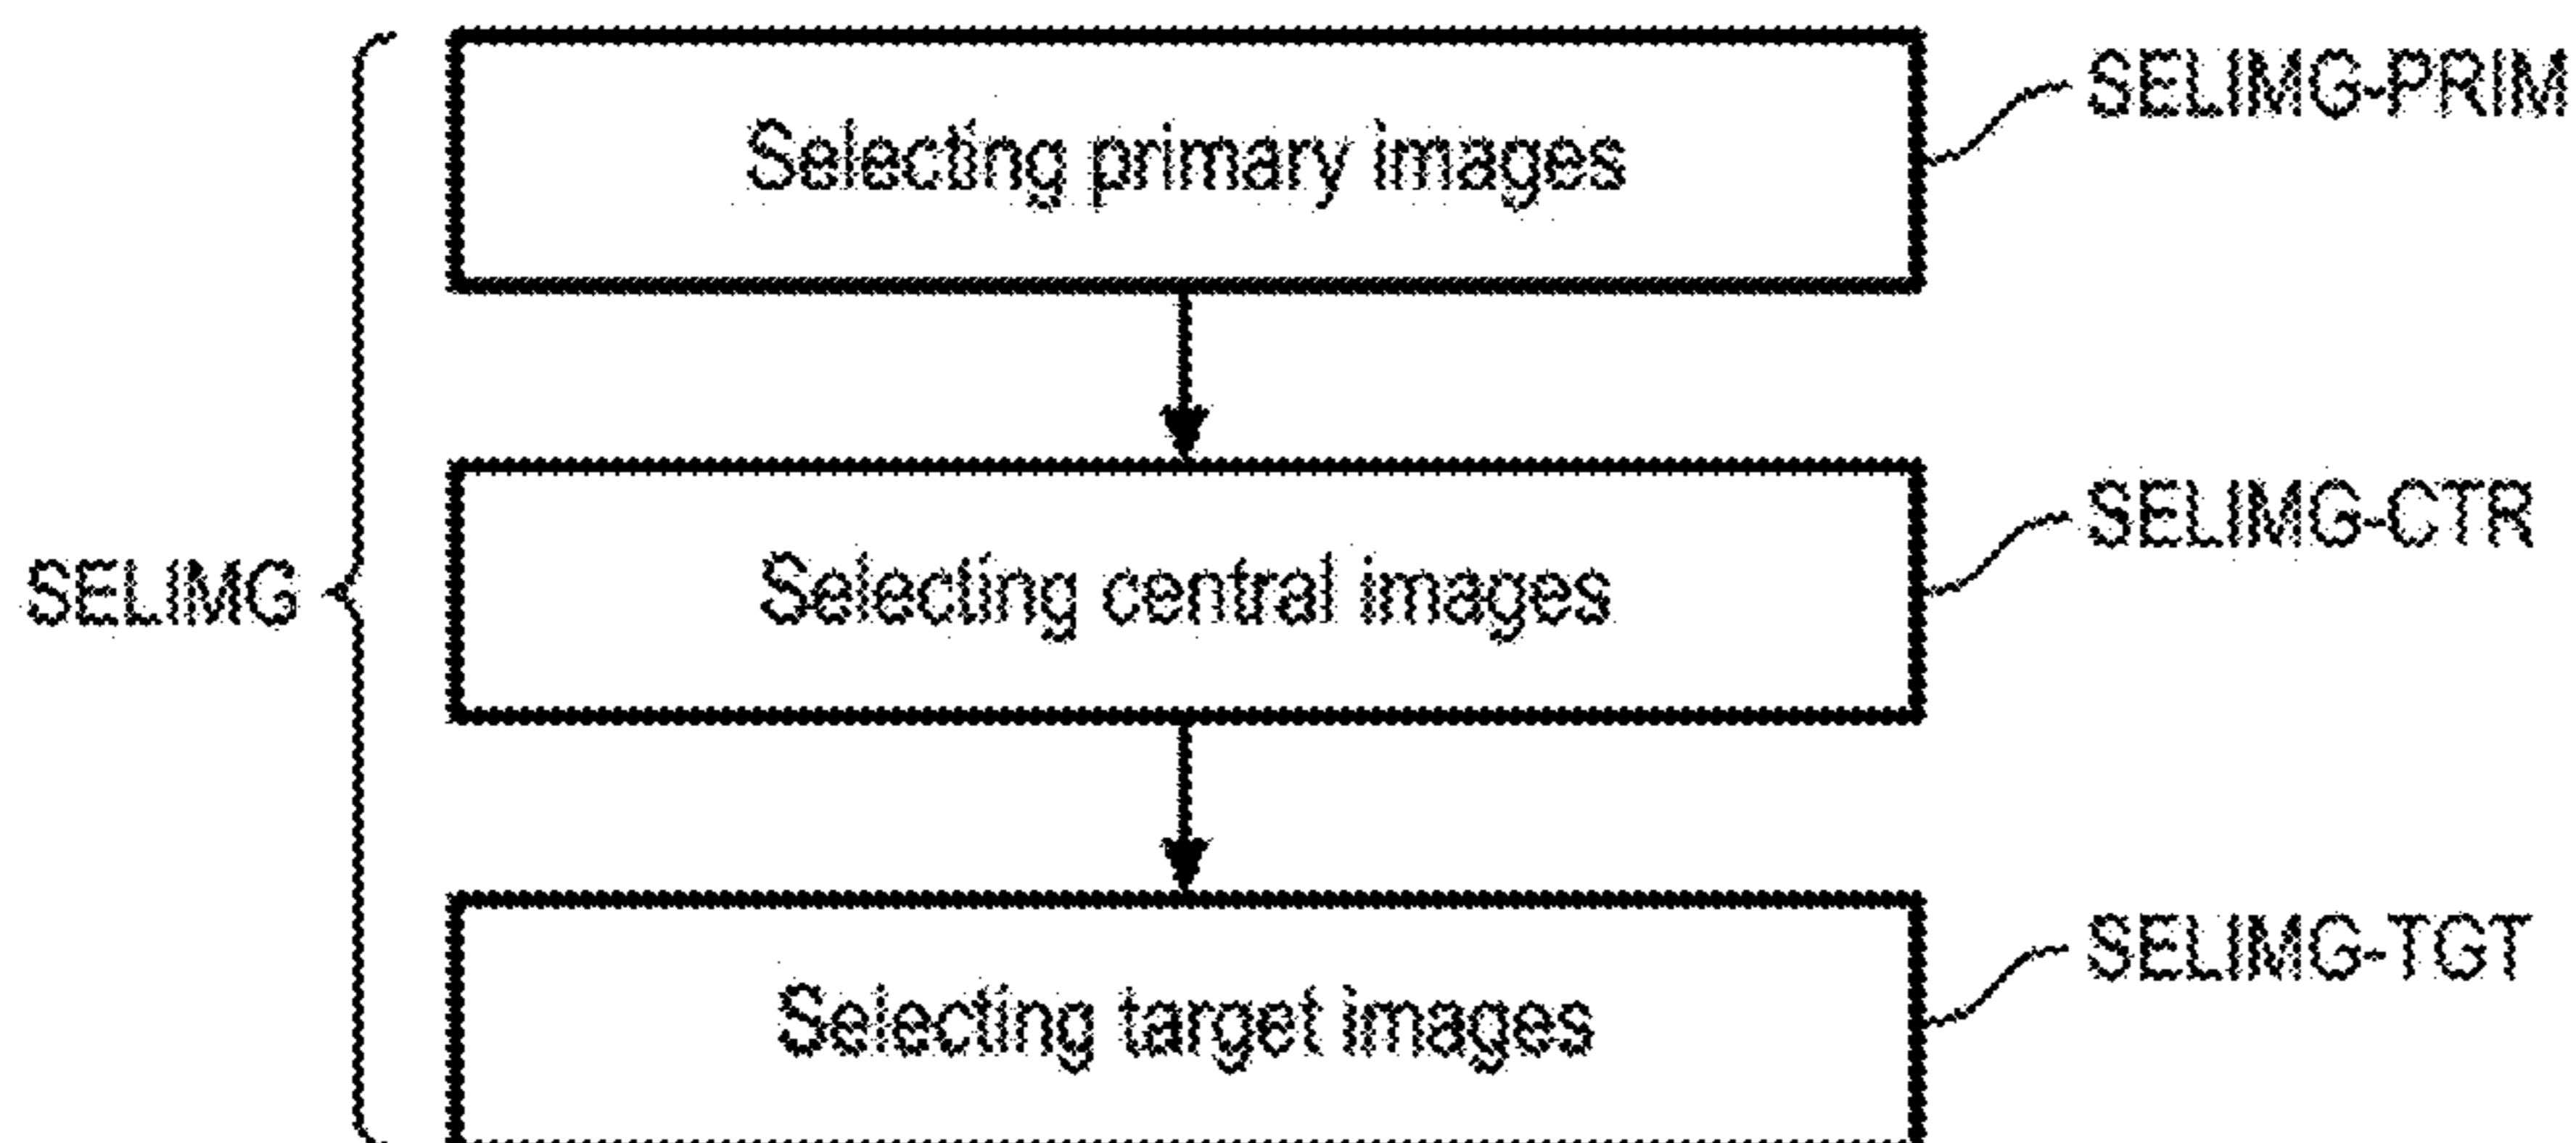 Selecting primary images
SELIMG-PRIM
SELIMG
Selecting central images
SELIMG-CTR
Selecting target images
SELIMG-TGT